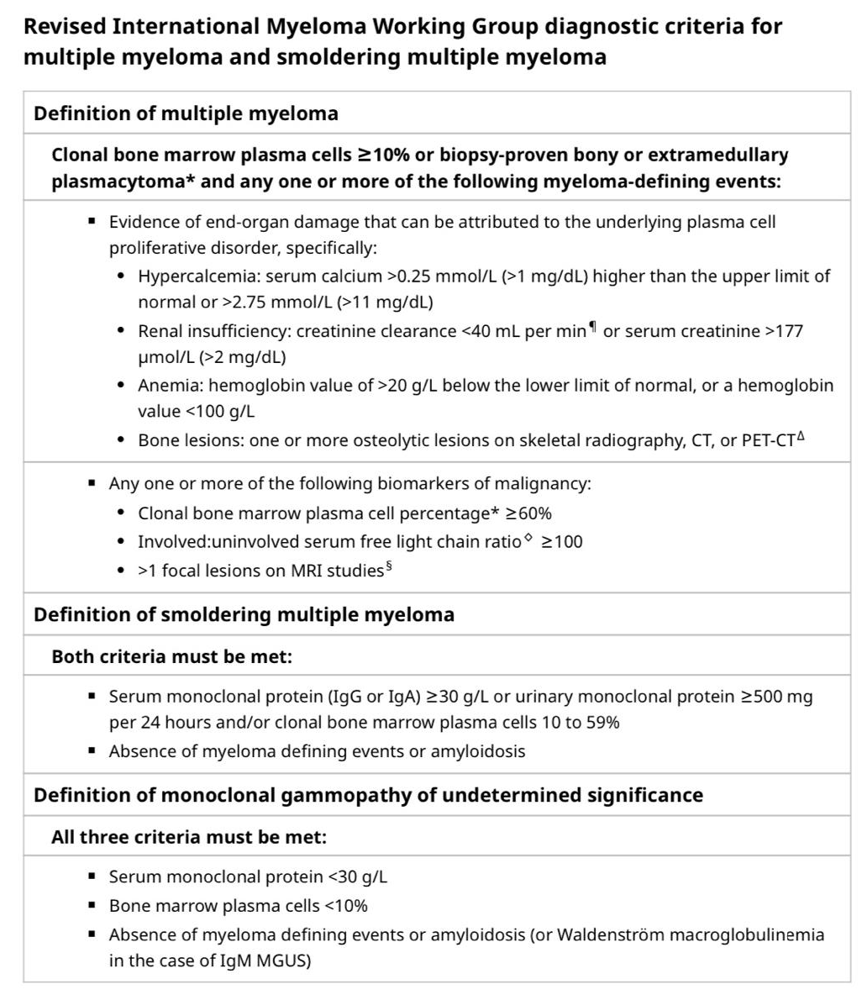 Revised International Myeloma Working Group diagnostic criteria for
multiple myeloma and smoldering multiple myeloma
Definition of multiple myeloma
Clonal bone marrow plasma cells ≥10% or biopsy-proven bony or extramedullary
plasmacytoma* and any one or more of the following myeloma-defining events:
▪ Evidence of end-organ damage that can be attributed to the underlying plasma cell
proliferative disorder, specifically:
• Hypercalcemia: serum calcium >0.25 mmol/L (>1 mg/dL) higher than the upper limit of
normal or >2.75 mmol/L (>11 mg/dL)
• Renal insufficiency: creatinine clearance <40 mL per min¶ or serum creatinine >177
μmol/L (>2 mg/dL)
• Anemia: hemoglobin value of >20 g/L below the lower limit of normal, or a hemoglobin
value <100 g/L
• Bone lesions: one or more osteolytic lesions on skeletal radiography, CT, or PET-CTΔ
▪ Any one or more of the following biomarkers of malignancy:
• Clonal bone marrow plasma cell percentage* ≥60%
• Involved:uninvolved serum free light chain ratio◇ ≥100
• >1 focal lesions on MRI studies§
Definition of smoldering multiple myeloma
Both criteria must be met:
▪ Serum monoclonal protein (IgG or IgA) ≥30 g/L or urinary monoclonal protein ≥500 mg
per 24 hours and/or clonal bone marrow plasma cells 10 to 59%
▪ Absence of myeloma defining events or amyloidosis
Definition of monoclonal gammopathy of undetermined significance
All three criteria must be met:
▪ Serum monoclonal protein <30 g/L
▪ Bone marrow plasma cells <10%
▪ Absence of myeloma defining events or amyloidosis (or Waldenström macroglobulinemia
in the case of IgM MGUS)